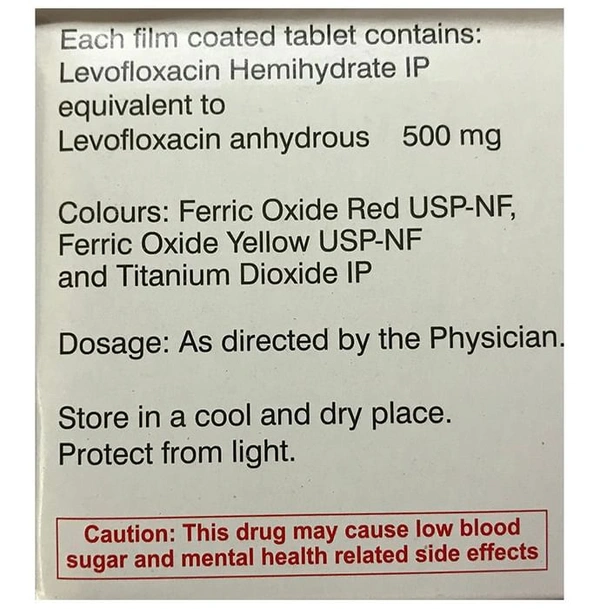 Each film coated tablet contains:
Levofloxacin Hemihydrate IP
equivalent to
Levofloxacin anhydrous 500 mg
Colours: Ferric Oxide Red USP-NF,
Ferric Oxide Yellow USP-NF
and Titanium Dioxide IP
Dosage: As directed by the Physician.
Store in a cool and dry place.
Protect from light.
Caution: This drug may cause low blood
sugar and mental health related side effects